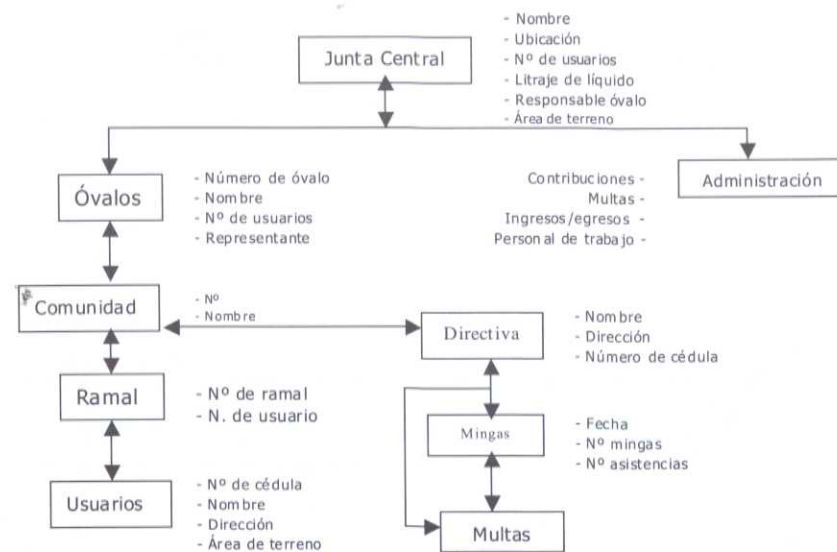 Junta Central
- Nombre
- Ubicación
- Nº de usuarios
- Litraje de líquido
- Responsable óvalo
- Área de terreno
Óvalos
- Número de óvalo
- Nombre
- Nº de usuarios
- Representante
Contribuciones -
Multas -
Ingresos/egresos -
Personal de trabajo -
Administración
Comunidad
- Nº
- Nombre
Directiva
- Nombre
- Dirección
- Número de cédula
Ramal
- Nº de ramal
- N. de usuario
Mingas
- Fecha
- Nº mingas
- Nº asistencias
Usuarios
- Nº de cédula
- Nombre
- Dirección
- Área de terreno
Multas